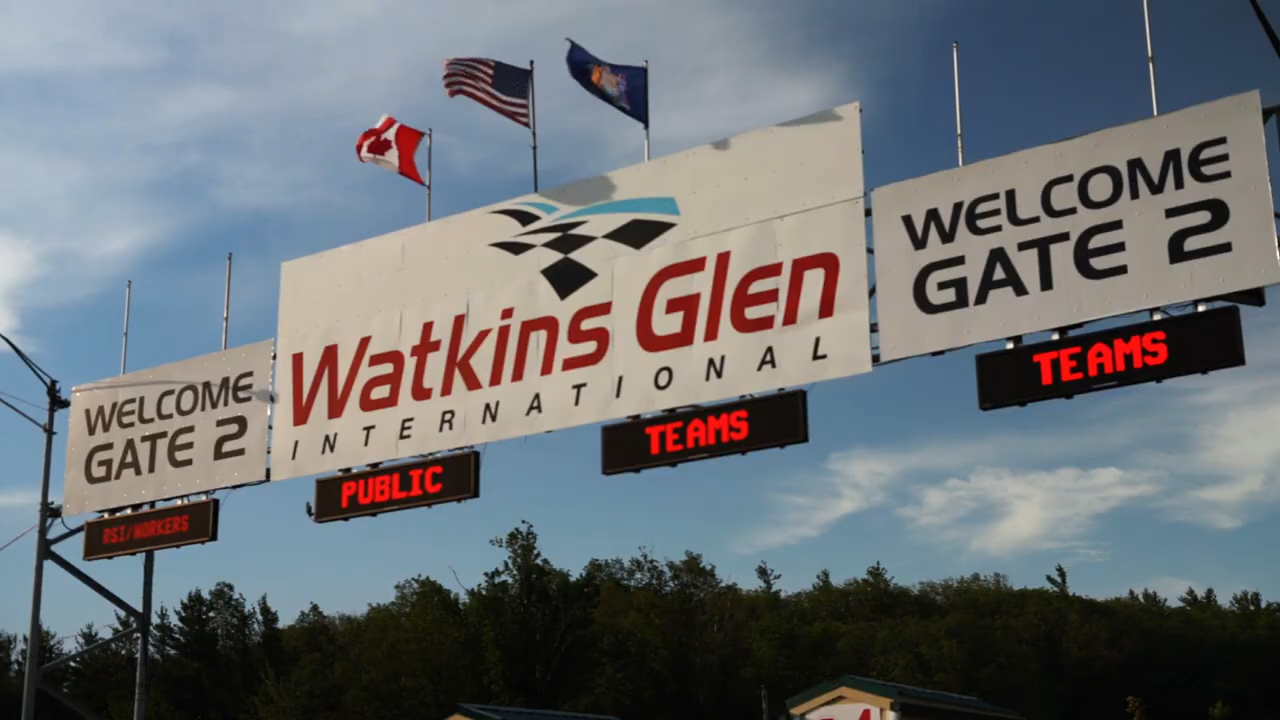 WELCOME
GATE 2
Watkins Glen
INTERNATIONAL
WELCOME
GATE 2
RSI/WORKERS
PUBLIC
TEAMS
TEAMS